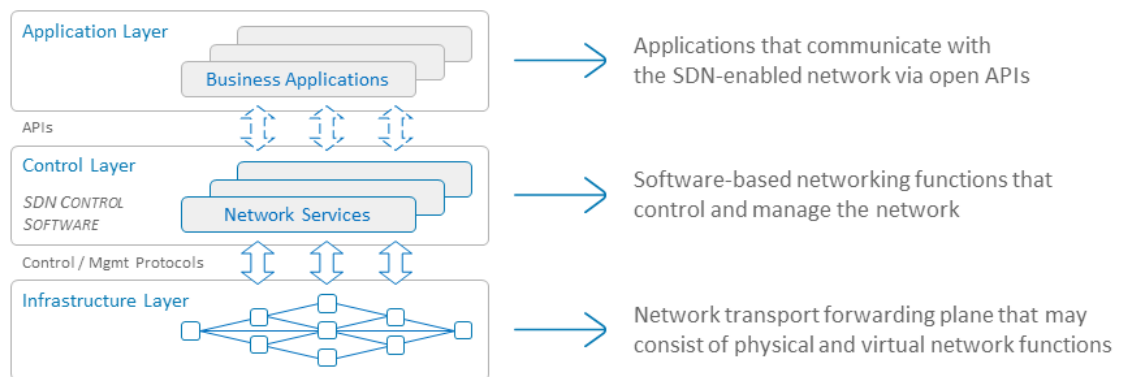 Application Layer
Business Applications
Applications that communicate with
the SDN-enabled network via open APIs
APIs
Control Layer
SDN CONTROL
SOFTWARE
Network Services
Software-based networking functions that
control and manage the network
Control / Mgmt Protocols
Infrastructure Layer
Network transport forwarding plane that may
consist of physical and virtual network functions